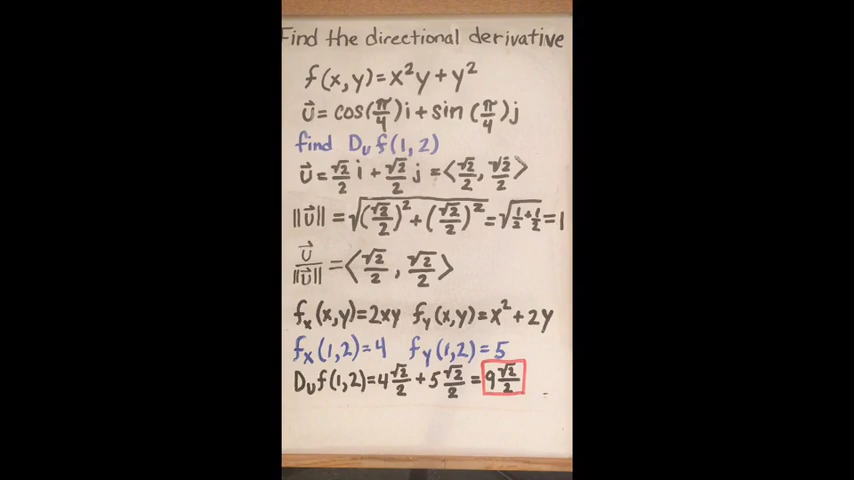 Find the directional derivative
f(x,y)=x²y+y²
u⃗=cos(π/4)i+sin(π/4)j
find Dᵤf(1,2)
u⃗=√2/2 i+√2/2 j=⟨√2/2, √2/2⟩
||u⃗||=√((√2/2)²+(√2/2)²)=√(1/2+1/2)=1
u⃗/||u⃗||=⟨√2/2, √2/2⟩
fₓ(x,y)=2xy fᵧ(x,y)=x²+2y
fₓ(1,2)=4 fᵧ(1,2)=5
Dᵤf(1,2)=4√2/2+5√2/2=9√2/2